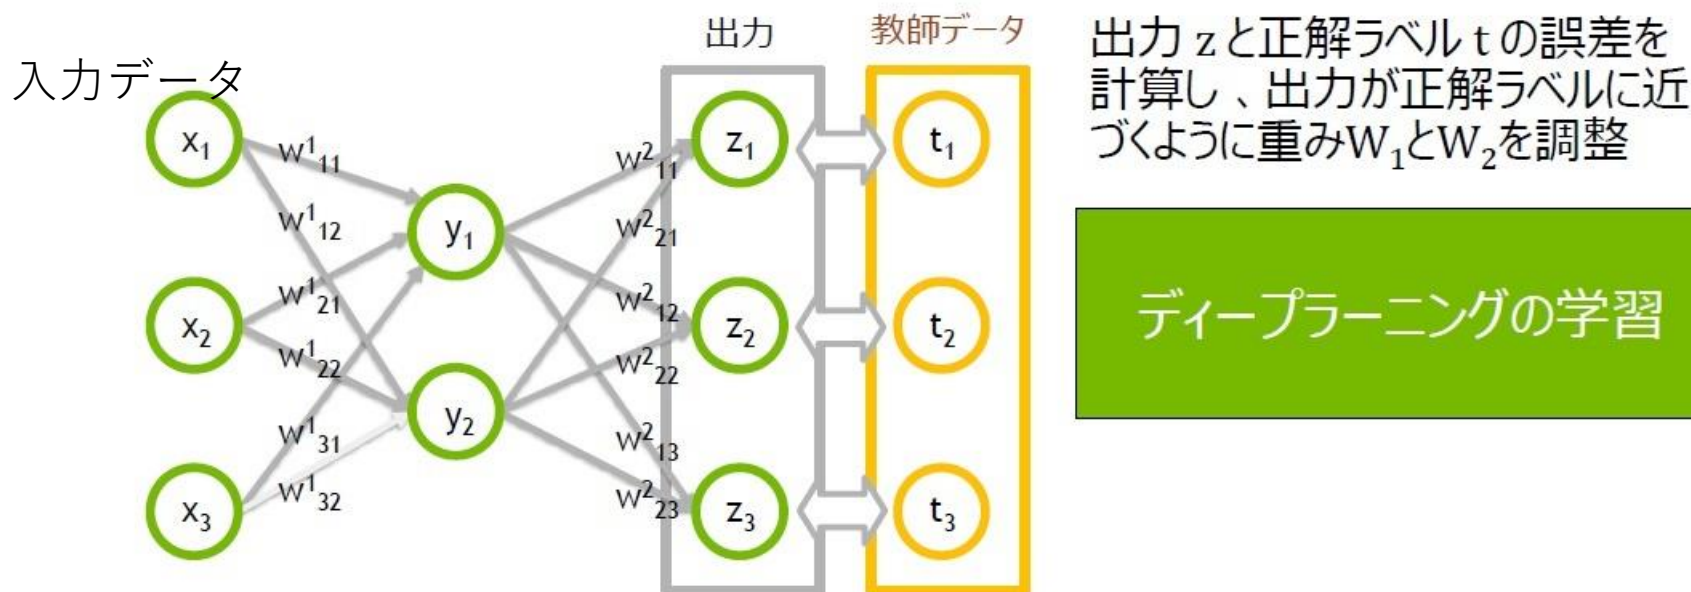 出力
教師データ
入力データ
出力 z と正解ラベル t の誤差を
計算し 、出力が正解ラベルに近
づくように重みW₁とW₂を調整
ディープラーニングの学習
x₁
w¹₁₁
w¹₁₂
x₂
w¹₂₁
w¹₂₂
x₃
w¹₃₁
w¹₃₂
y₁
y₂
w²₁₁
w²₂₁
w²₁₂
w²₂₂
w²₁₃
w²₂₃
z₁
z₂
z₃
t₁
t₂
t₃